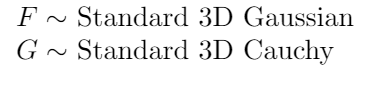 F ∼ Standard 3D Gaussian
G ∼ Standard 3D Cauchy